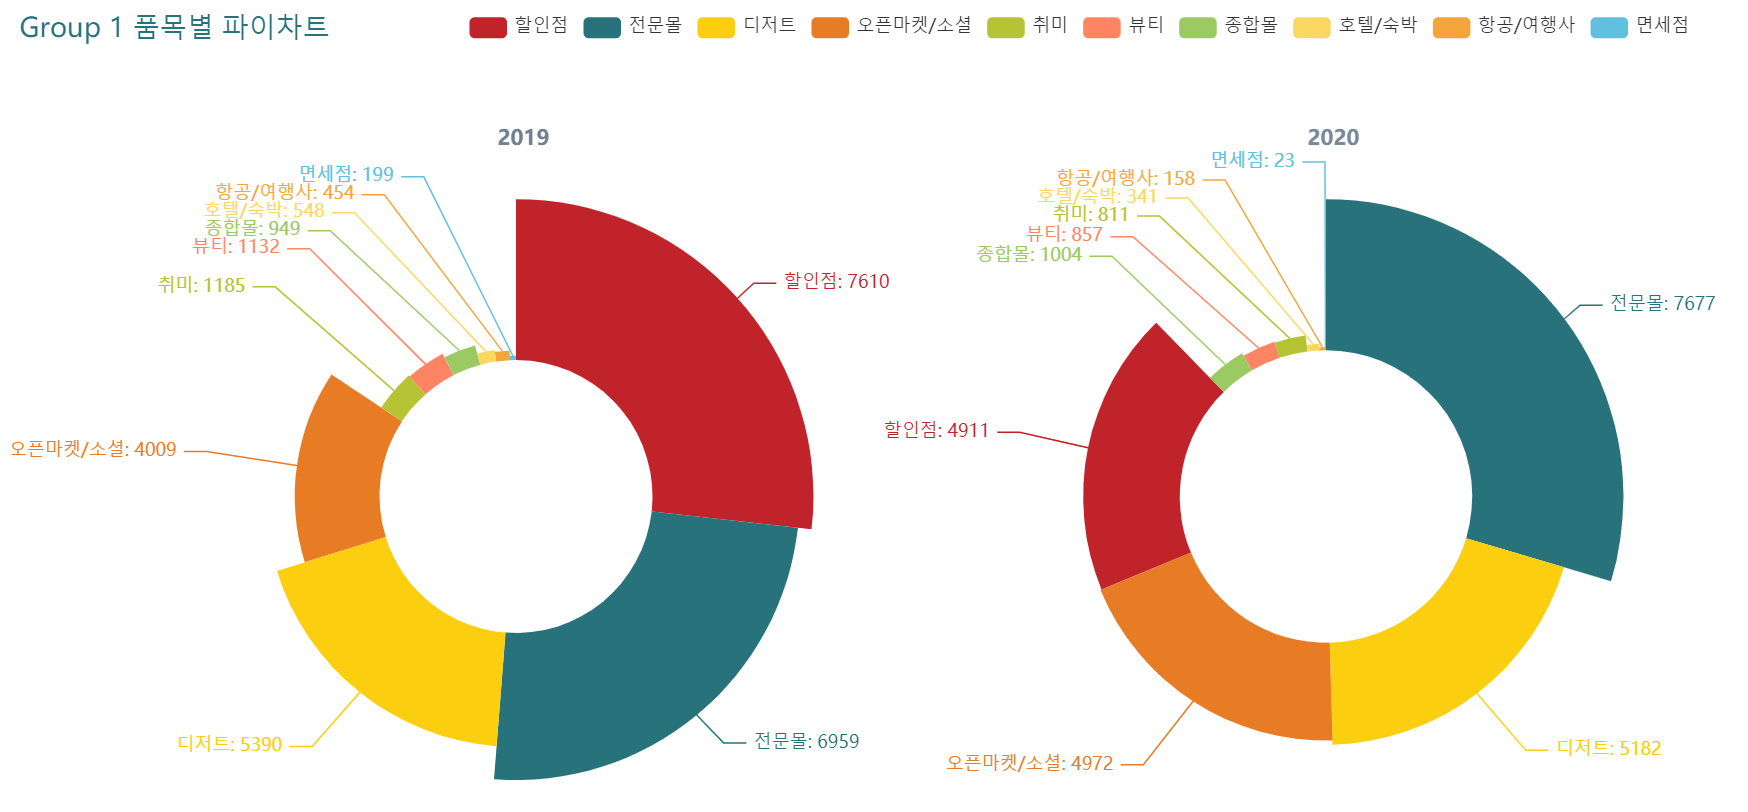 Group 1 품목별 파이차트
할인점 전문몰 디저트 오픈마켓/소셜 취미 뷰티 종합몰 호텔/숙박 항공/여행사 면세점
2019
면세점: 199
항공/여행사: 454
호텔/숙박: 548
종합몰: 949
뷰티: 1132
취미: 1185
할인점: 7610
오픈마켓/소셜: 4009
전문몰: 6959
디저트: 5390
2020
면세점: 23
항공/여행사: 158
호텔/숙박: 341
취미: 811
뷰티: 857
종합몰: 1004
전문몰: 7677
할인점: 4911
디저트: 5182
오픈마켓/소셜: 4972